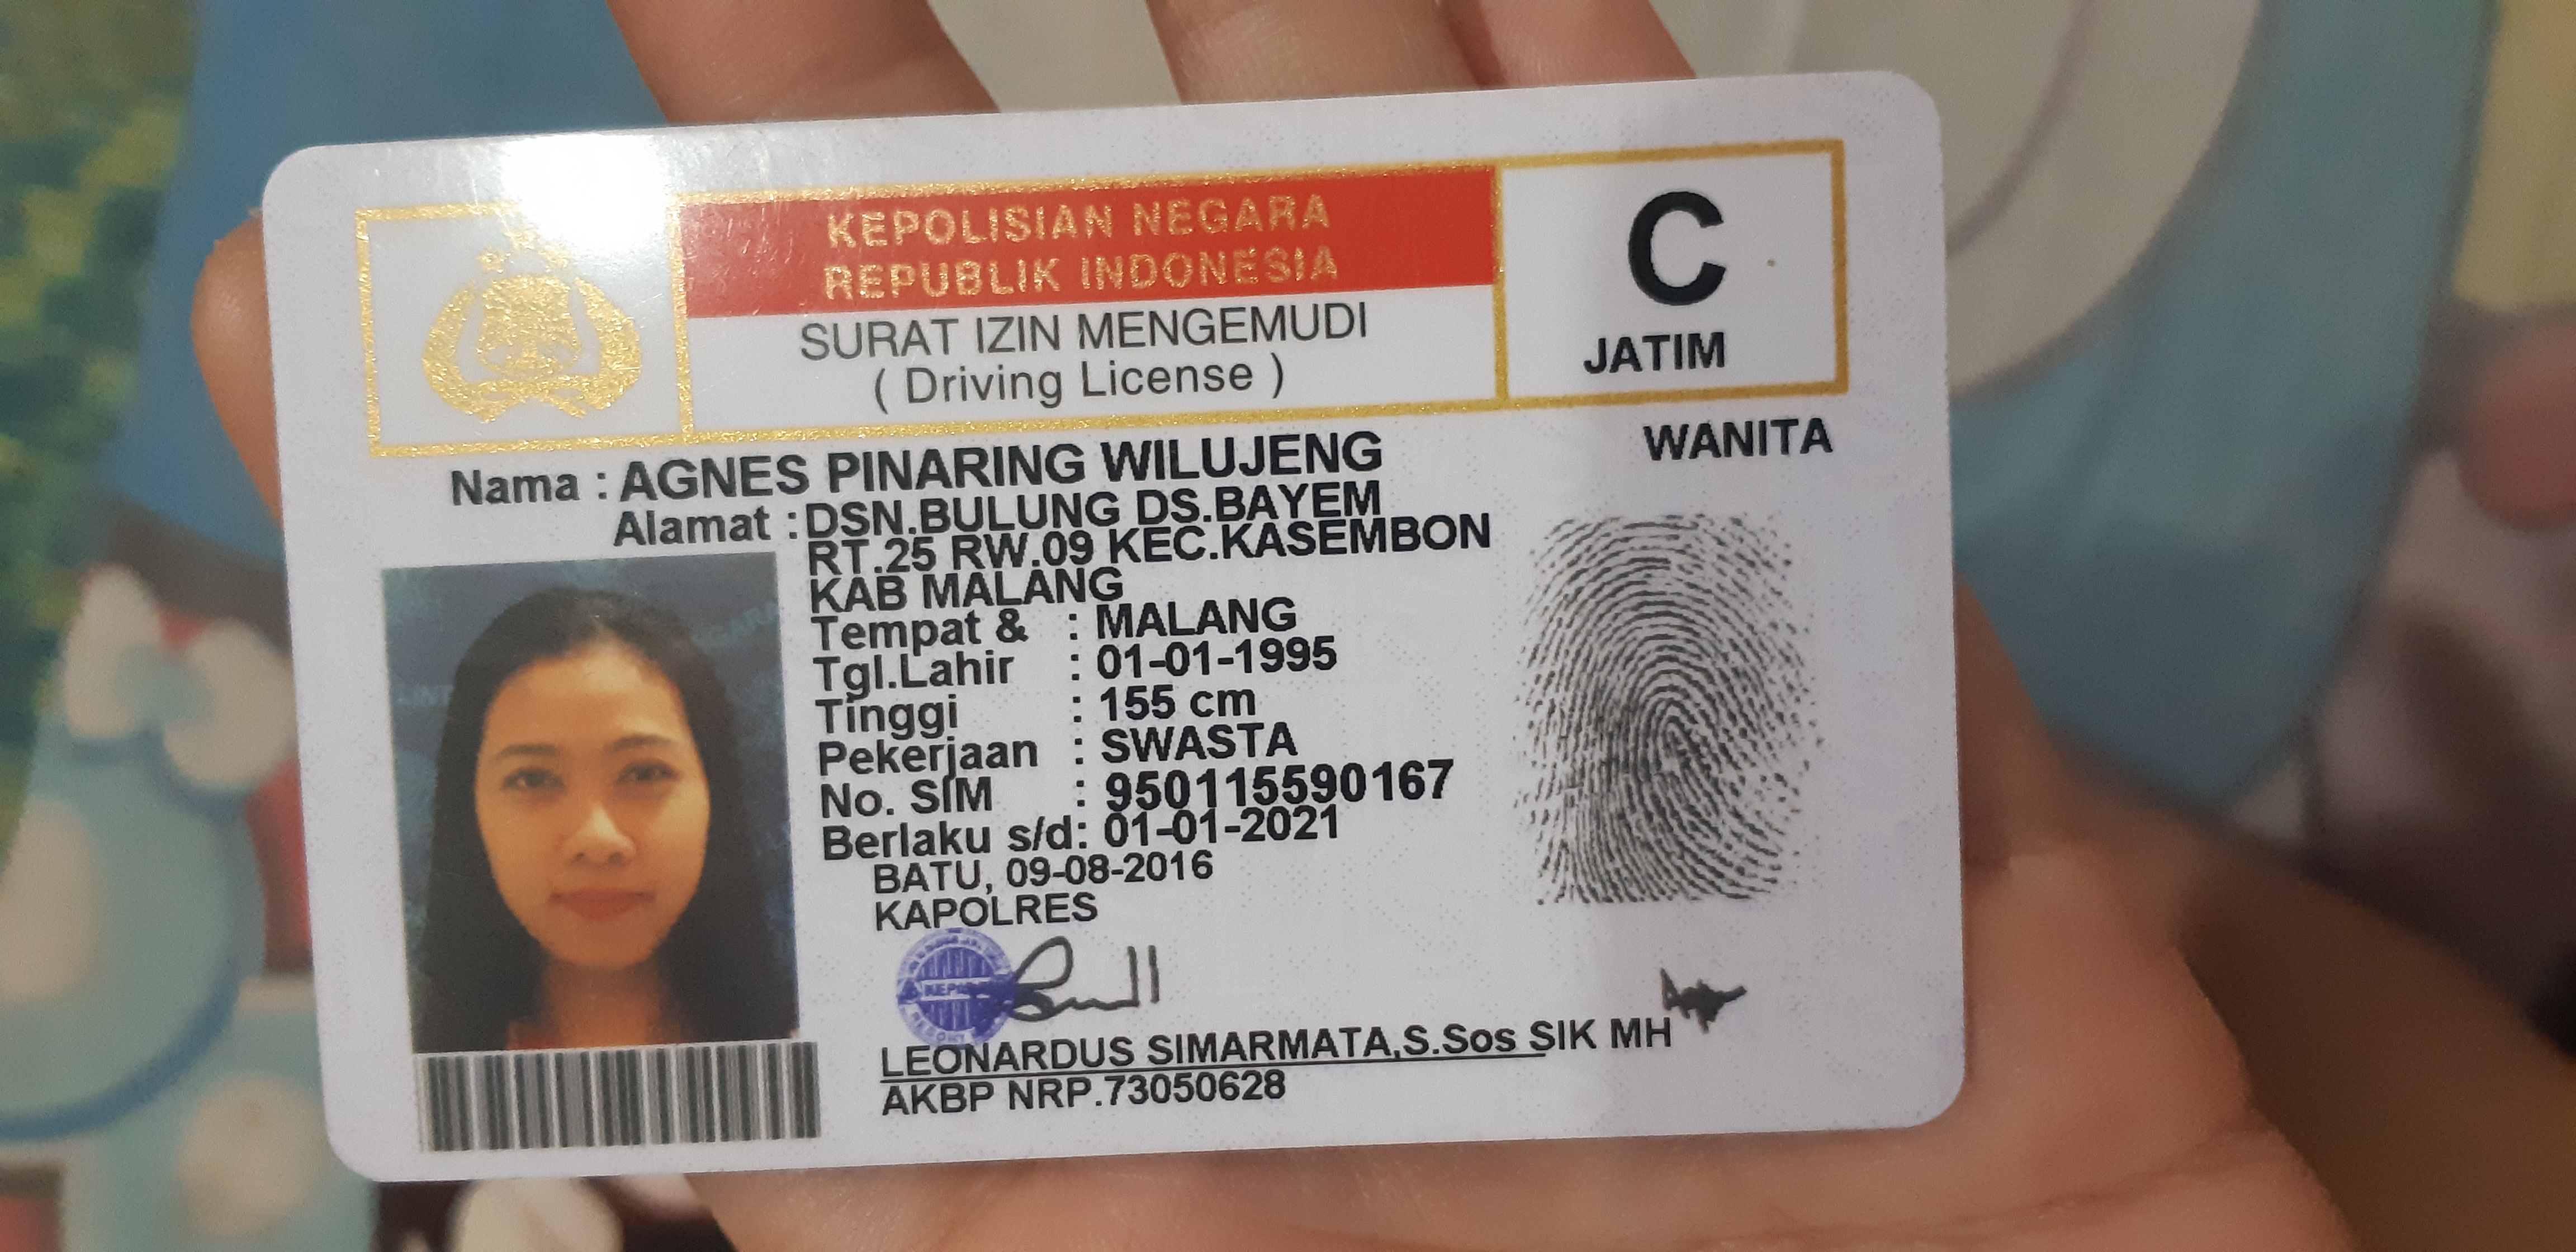 KEPOLISIAN NEGARA
REPUBLIK INDONESIA
SURAT IZIN MENGEMUDI
( Driving License )
C
JATIM
WANITA
Nama : AGNES PINARING WILUJENG
Alamat : DSN.BULUNG DS.BAYEM
RT.25 RW.09 KEC.KASEMBON
KAB MALANG
Tempat & : MALANG
Tgl.Lahir : 01-01-1995
Tinggi : 155 cm
Pekerjaan : SWASTA
No. SIM : 950115590167
Berlaku s/d : 01-01-2021
BATU, 09-08-2016
KAPOLRES
LEONARDUS SIMARMATA,S.Sos SIK MH
AKBP NRP.73050628